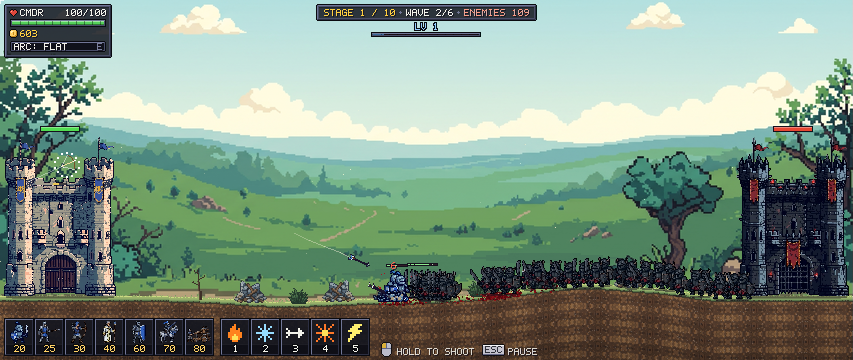 CMDR 100/100
603
ARC: FLAT E
STAGE 1 / 10 · WAVE 2/6 · ENEMIES 109
LV 1
20 25 30 40 60 70 80
1 2 3 4 5
HOLD TO SHOOT ESC PAUSE